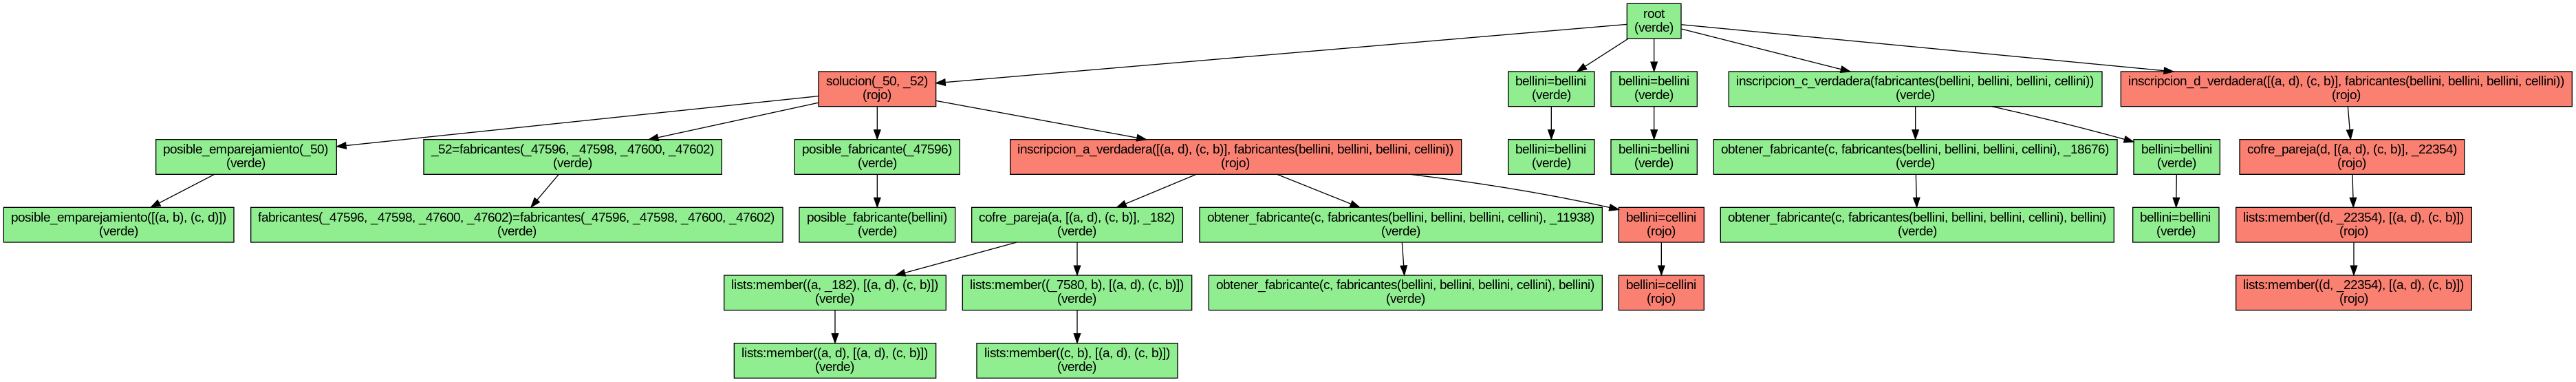 root
(verde)
solucion(_50, _52)
(rojo)
bellini=bellini
(verde)
bellini=bellini
(verde)
inscripcion_c_verdadera(fabricantes(bellini, bellini, bellini, cellini))
(verde)
inscripcion_d_verdadera([(a, d), (c, b)], fabricantes(bellini, bellini, bellini, cellini))
(rojo)
posible_emparejamiento(_50)
(verde)
_52=fabricantes(_47596, _47598, _47600, _47602)
(verde)
posible_fabricante(_47596)
(verde)
inscripcion_a_verdadera([(a, d), (c, b)], fabricantes(bellini, bellini, bellini, cellini))
(rojo)
bellini=bellini
(verde)
bellini=bellini
(verde)
obtener_fabricante(c, fabricantes(bellini, bellini, bellini, cellini), _18676)
(verde)
bellini=bellini
(verde)
cofre_pareja(d, [(a, d), (c, b)], _22354)
(rojo)
posible_emparejamiento([(a, b), (c, d)])
(verde)
fabricantes(_47596, _47598, _47600, _47602)=fabricantes(_47596, _47598, _47600, _47602)
(verde)
posible_fabricante(bellini)
(verde)
cofre_pareja(a, [(a, d), (c, b)], _182)
(verde)
obtener_fabricante(c, fabricantes(bellini, bellini, bellini, cellini), _11938)
(verde)
bellini=cellini
(rojo)
obtener_fabricante(c, fabricantes(bellini, bellini, bellini, cellini), bellini)
(verde)
bellini=bellini
(verde)
lists:member((d, _22354), [(a, d), (c, b)])
(rojo)
lists:member((a, _182), [(a, d), (c, b)])
(verde)
lists:member((_7580, b), [(a, d), (c, b)])
(verde)
obtener_fabricante(c, fabricantes(bellini, bellini, bellini, cellini), bellini)
(verde)
bellini=cellini
(rojo)
lists:member((d, _22354), [(a, d), (c, b)])
(rojo)
lists:member((a, d), [(a, d), (c, b)])
(verde)
lists:member((c, b), [(a, d), (c, b)])
(verde)